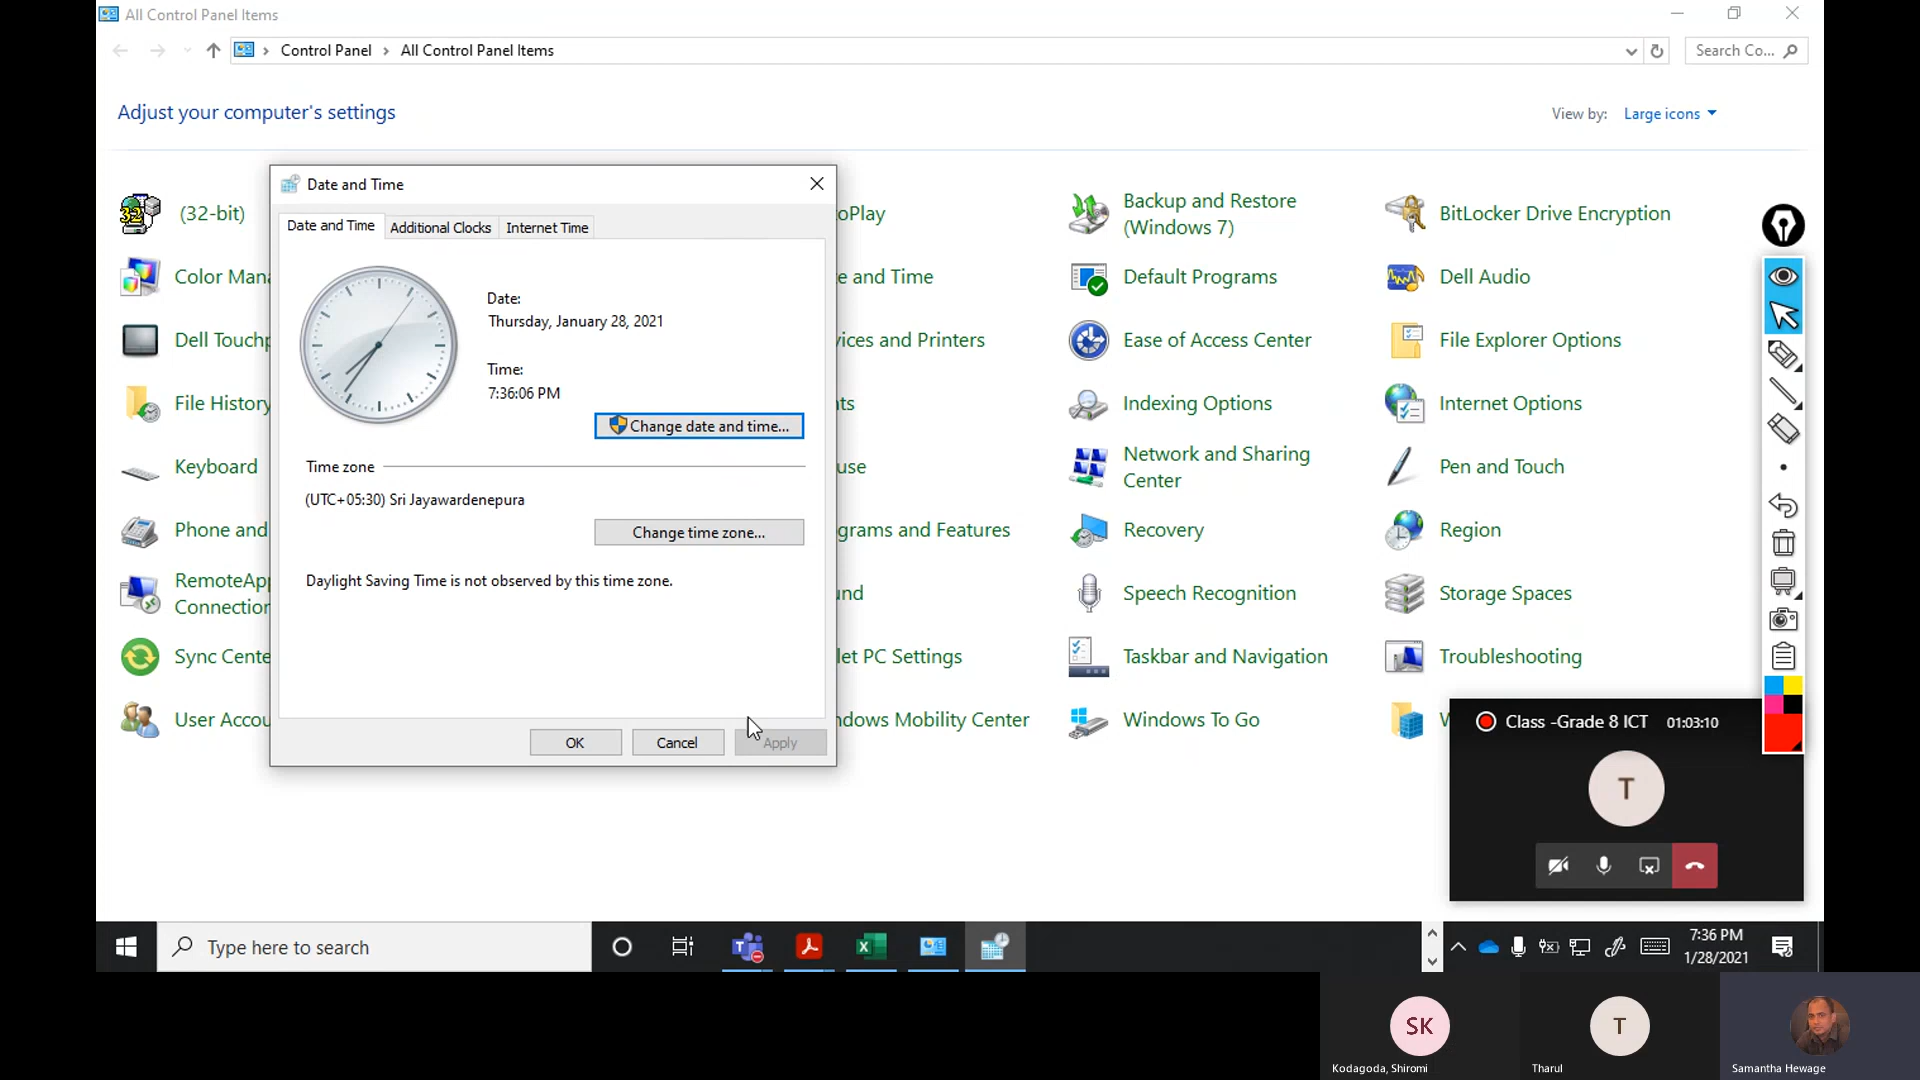 All Control Panel Items
Control Panel › All Control Panel Items
Search Co...
Adjust your computer's settings
View by: Large icons
(32-bit)
oPlay
Backup and Restore
(Windows 7)
BitLocker Drive Encryption
Color Mana
e and Time
Default Programs
Dell Audio
Dell Touchp
vices and Printers
Ease of Access Center
File Explorer Options
File History
ts
Indexing Options
Internet Options
Keyboard
use
Network and Sharing
Center
Pen and Touch
Phone and
grams and Features
Recovery
Region
RemoteApp
Connection
nd
Speech Recognition
Storage Spaces
Sync Cente
let PC Settings
Taskbar and Navigation
Troubleshooting
User Accou
ndows Mobility Center
Windows To Go
W
Date and Time
Date and Time
Additional Clocks
Internet Time
Date:
Thursday, January 28, 2021
Time:
7:36:06 PM
Change date and time...
Time zone
(UTC+05:30) Sri Jayawardenepura
Change time zone...
Daylight Saving Time is not observed by this time zone.
OK
Cancel
Apply
Class -Grade 8 ICT 01:03:10
T
Type here to search
7:36 PM
1/28/2021
SK
T
Kodagoda, Shiromi
Tharul
Samantha Hewage